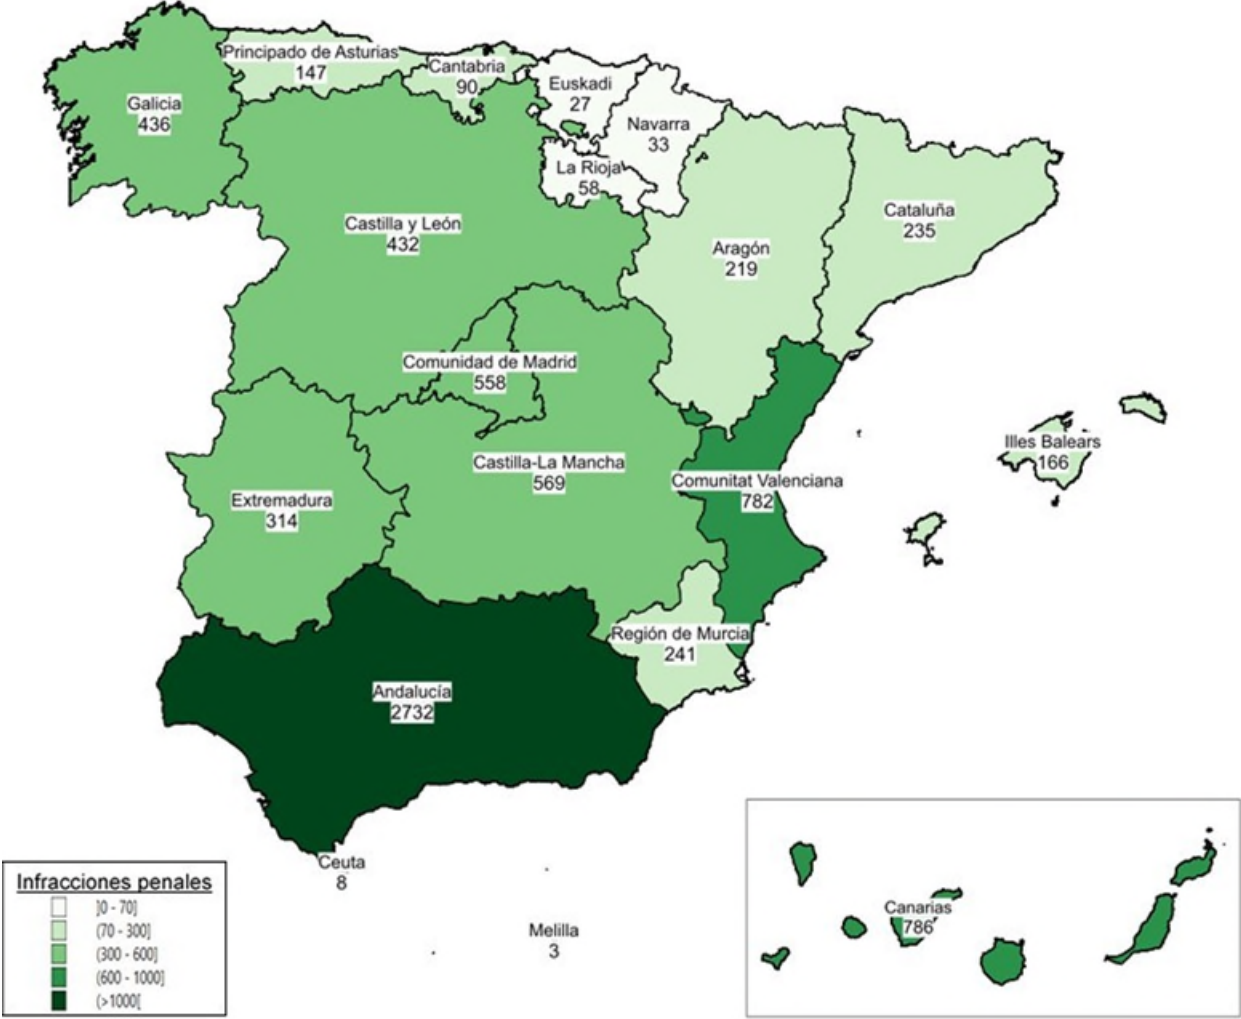 Principado de Asturias
147
Cantabria
90
Euskadi
27
Galicia
436
Navarra
33
La Rioja
58
Castilla y León
432
Cataluña
235
Aragón
219
Comunidad de Madrid
558
Illes Balears
166
Castilla-La Mancha
569
Comunitat Valenciana
782
Extremadura
314
Región de Murcia
241
Andalucía
2732
Ceuta
8
Melilla
3
Canarias
786
Infracciones penales
]0 - 70]
(70 - 300]
(300 - 600]
(600 - 1000]
(>1000[